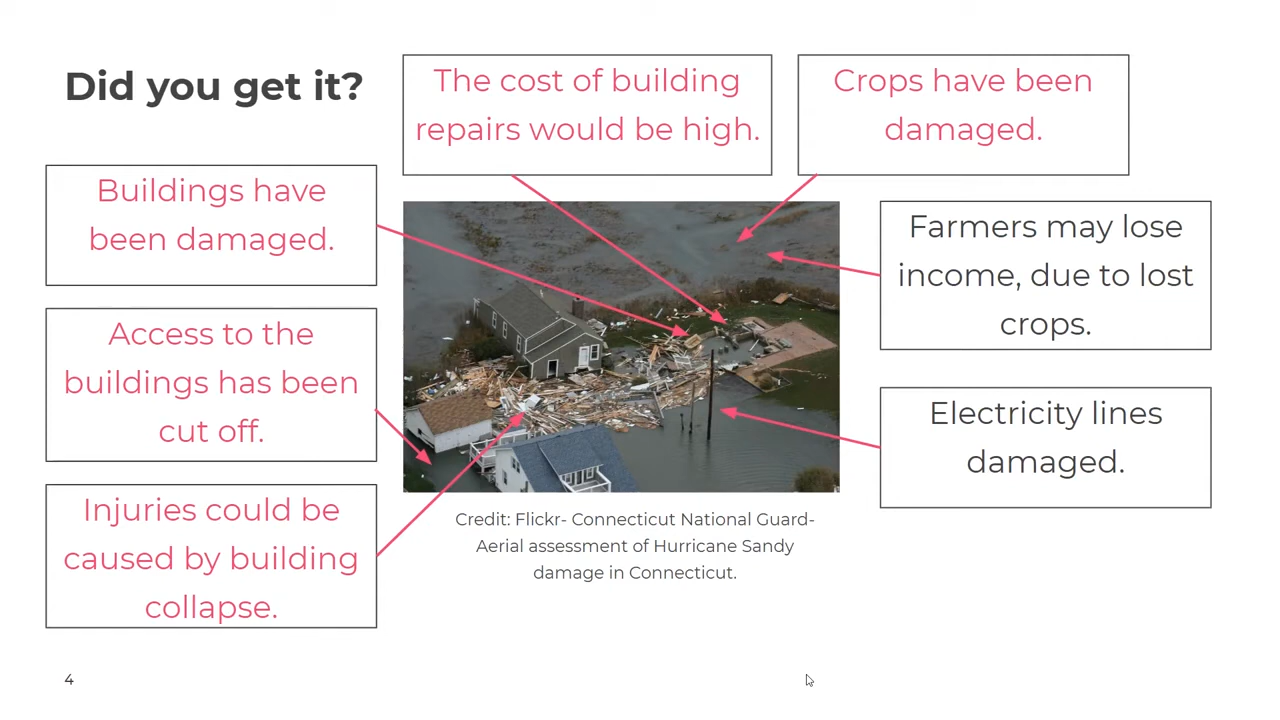 Did you get it?
The cost of building
repairs would be high.
Crops have been
damaged.
Buildings have
been damaged.
Farmers may lose
income, due to lost
crops.
Access to the
buildings has been
cut off.
Electricity lines
damaged.
Injuries could be
caused by building
collapse.
Credit: Flickr- Connecticut National Guard-
Aerial assessment of Hurricane Sandy
damage in Connecticut.
4